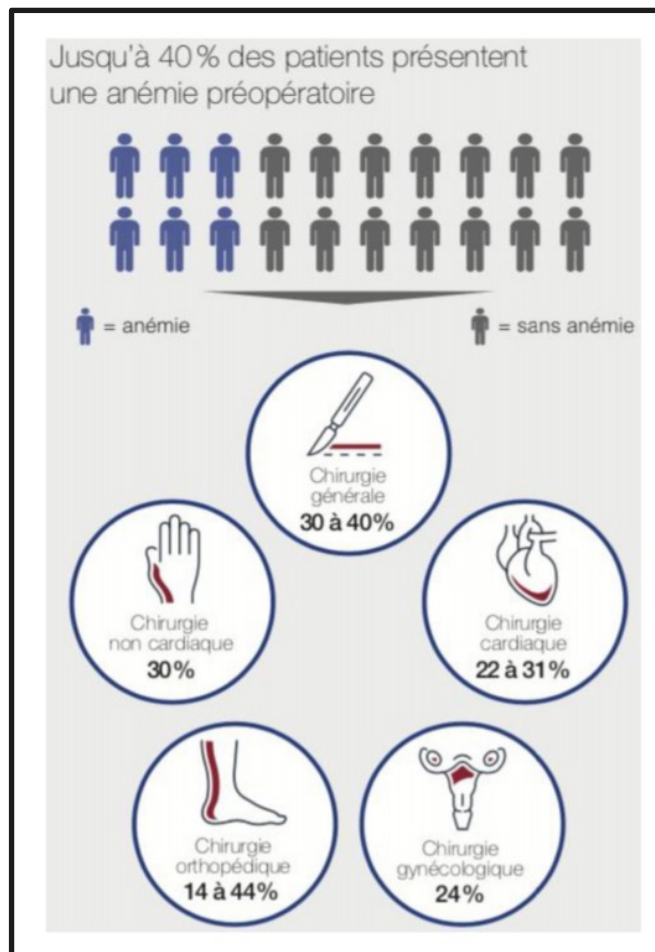 Jusqu'à 40 % des patients présentent
une anémie préopératoire
= anémie
= sans anémie
Chirurgie
générale
30 à 40%
Chirurgie
non cardiaque
30%
Chirurgie
cardiaque
22 à 31%
Chirurgie
orthopédique
14 à 44%
Chirurgie
gynécologique
24%